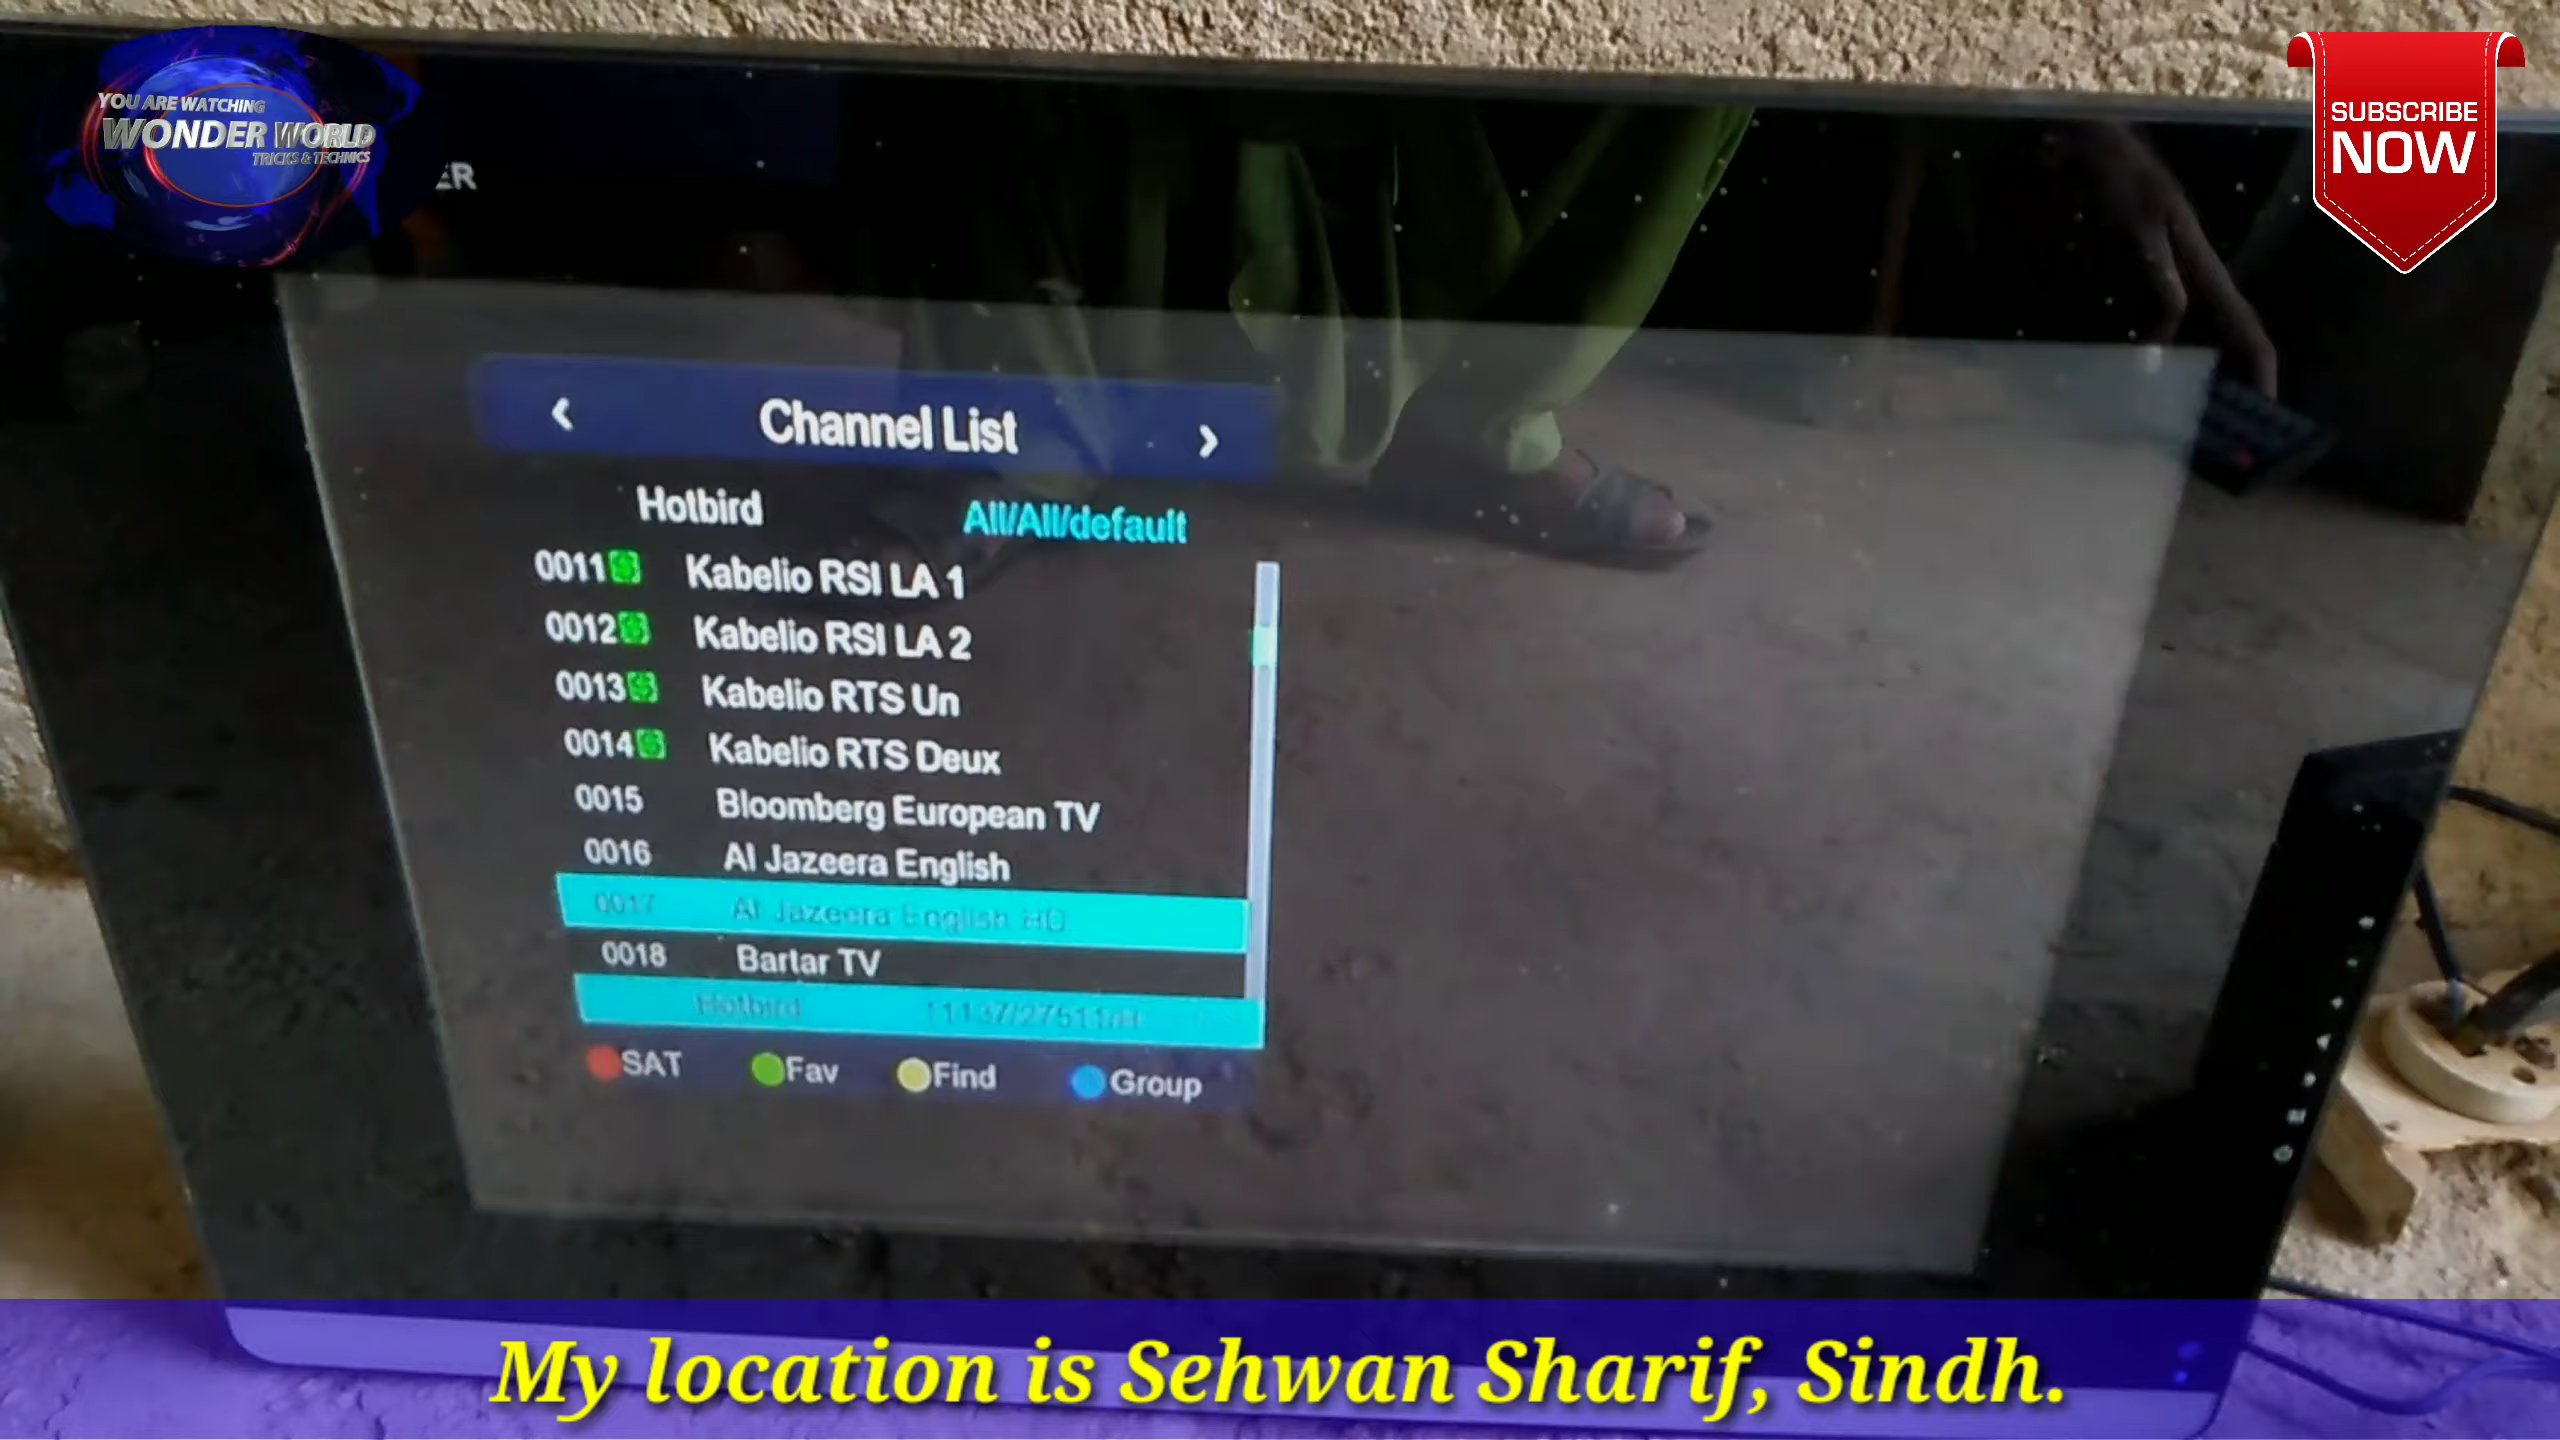 YOU ARE WATCHING
WONDER WORLD
TRICKS & TECHNICS
ER
SUBSCRIBE
NOW
Channel List
Hotbird All/All/default
0011 Kabelio RSI LA 1
0012 Kabelio RSI LA 2
0013 Kabelio RTS Un
0014 Kabelio RTS Deux
0015 Bloomberg European TV
0016 Al Jazeera English
0017 Al Jazeera English HD
0018 Bartar TV
Hotbird
SAT Fav Find Group
My location is Sehwan Sharif, Sindh.